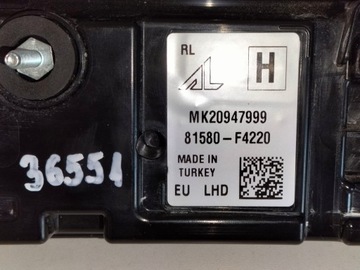 RL
H
MK20947999
81580-F4220
MADE IN
TURKEY
EU LHD
36551